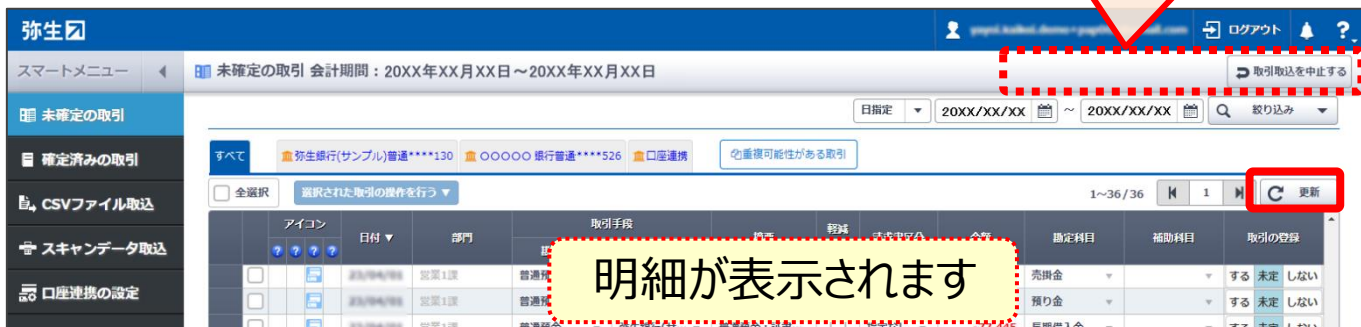 弥生
ログアウト ?
スマートメニュー
未確定の取引 会計期間：20XX年XX月XX日～20XX年XX月XX日
取引取込を中止する
未確定の取引
日指定 20XX/XX/XX ～ 20XX/XX/XX 絞り込み
確定済みの取引
すべて 弥生銀行(サンプル)普通****130 〇〇〇〇〇 銀行普通****526 口座連携 重複可能性がある取引
CSVファイル取込
全選択 選択された取引の操作を行う ▼ 1～36/36 1 更新
アイコン 日付 ▼ 部門 取引手段 軽減 勘定科目 補助科目 取引の登録
? ? ? ?
スキャンデータ取込
明細が表示されます
営業1課 売掛金 する 未定 しない
口座連携の設定
営業1課 預り金 する 未定 しない